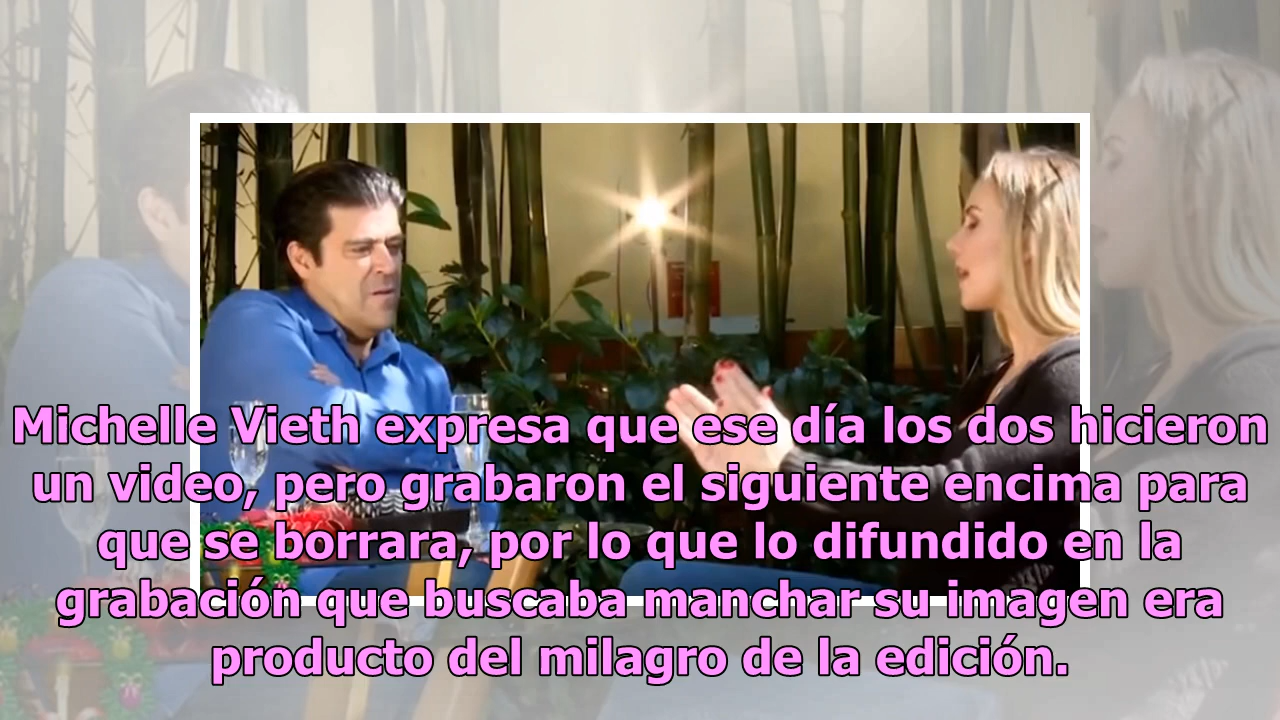 Michelle Vieth expresa que ese día los dos hicieron
un video, pero grabaron el siguiente encima para
que se borrara, por lo que lo difundido en la
grabación que buscaba manchar su imagen era
producto del milagro de la edición.